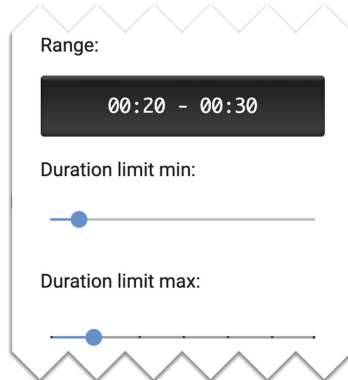 Range:
00:20 - 00:30
Duration limit min:
Duration limit max: